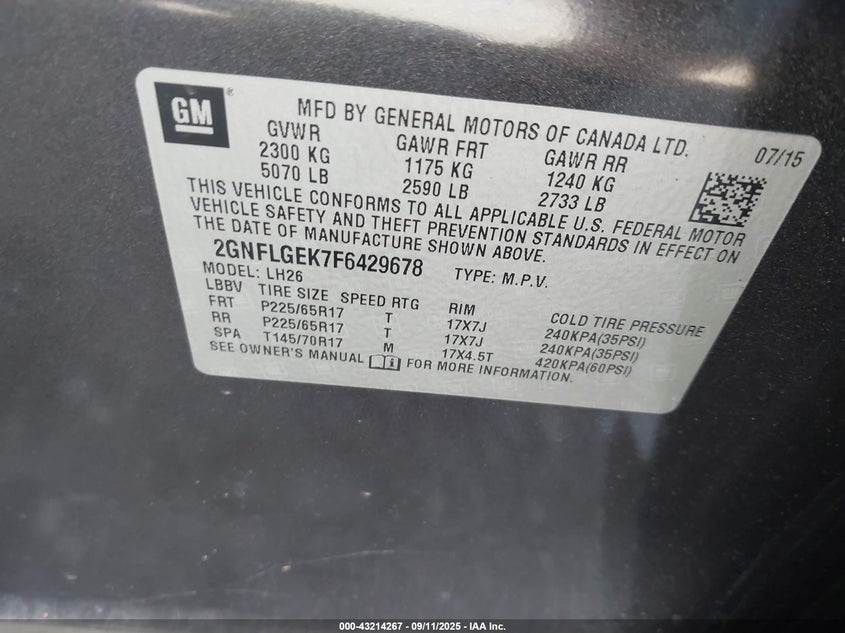 GM ®
MFD BY GENERAL MOTORS OF CANADA LTD.
07/15
GVWR GAWR FRT GAWR RR
2300 KG 1175 KG 1240 KG
5070 LB 2590 LB 2733 LB
THIS VEHICLE CONFORMS TO ALL APPLICABLE U.S. FEDERAL MOTOR
VEHICLE SAFETY AND THEFT PREVENTION STANDARDS IN EFFECT ON
THE DATE OF MANUFACTURE SHOWN ABOVE.
2GNFLGEK7F6429678 TYPE: M.P.V.
MODEL: LH26
LBBV TIRE SIZE SPEED RTG RIM COLD TIRE PRESSURE
FRT P225/65R17 T 17X7J 240KPA(35PSI)
RR P225/65R17 T 17X7J 240KPA(35PSI)
SPA T145/70R17 M 17X4.5T 420KPA(60PSI)
SEE OWNER'S MANUAL FOR MORE INFORMATION.
000-43214267 - 09/11/2025 - IAA Inc.